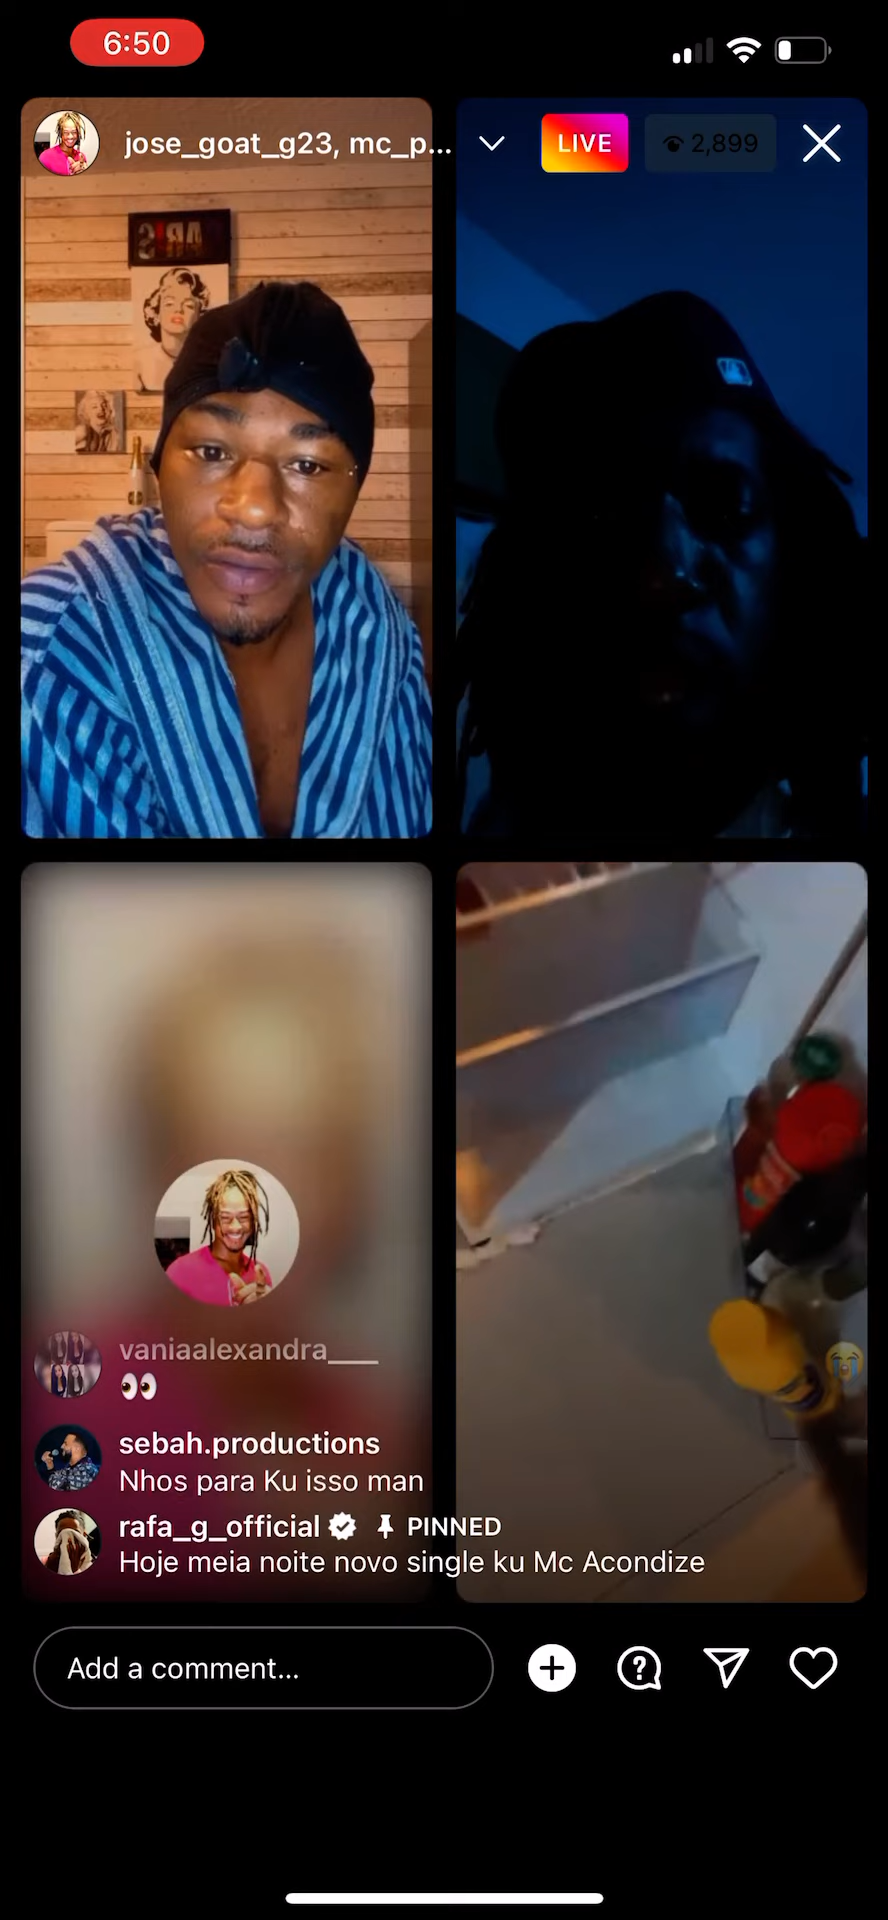 6:50
jose_goat_g23, mc_p...
LIVE
2,899
vaniaalexandra___
👀
sebah.productions
Nhos para Ku isso man
rafa_g_official PINNED
Hoje meia noite novo single ku Mc Acondize
Add a comment...